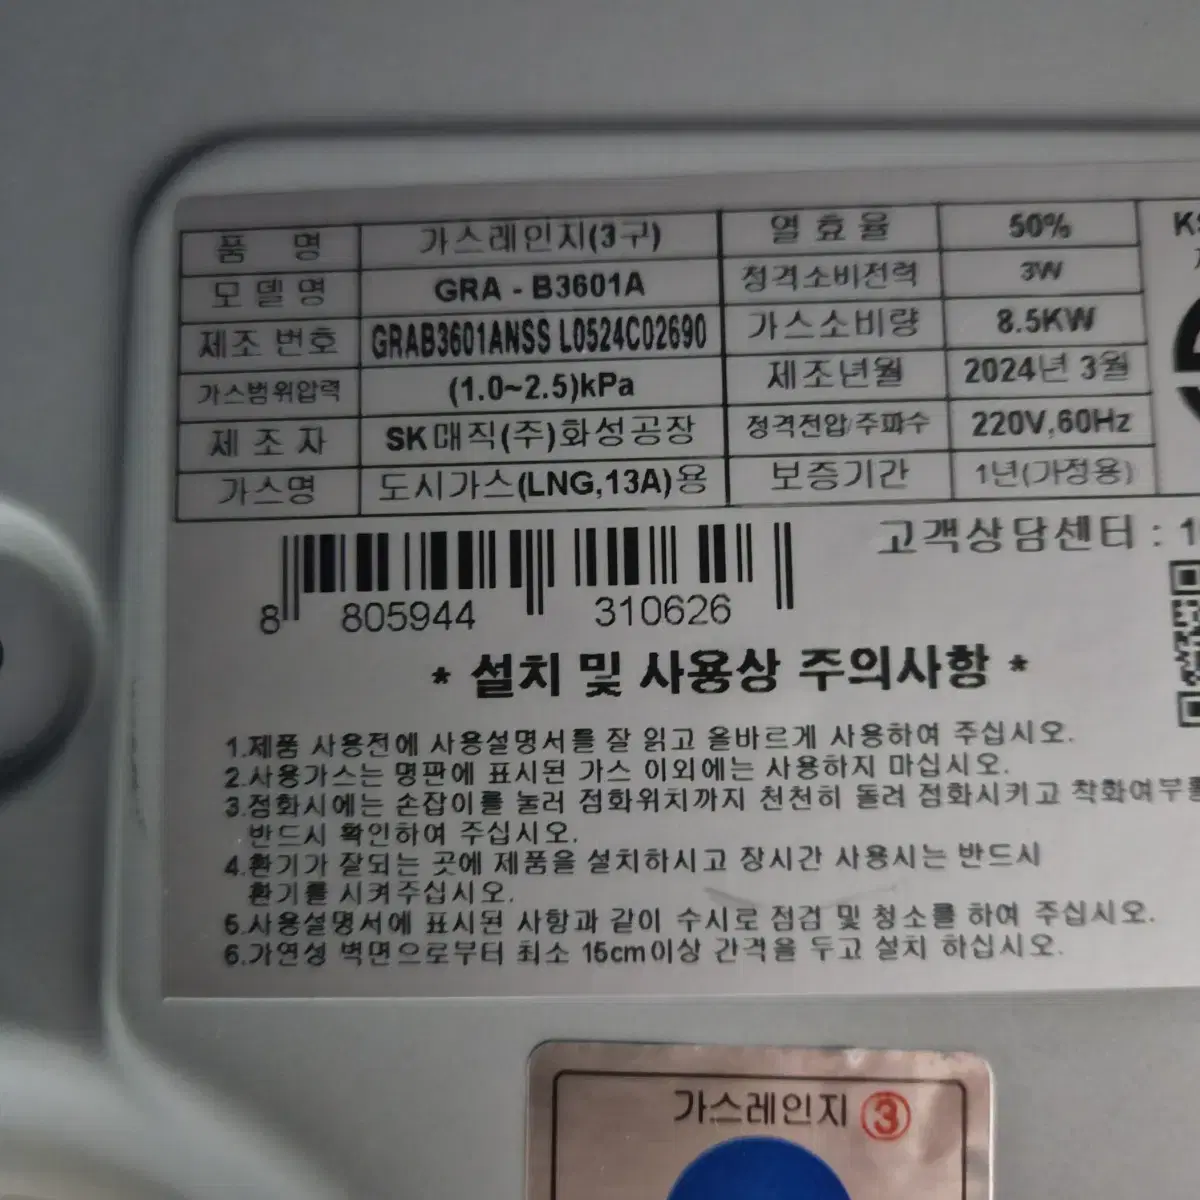 품 명 가스레인지(3구) 열 효 율 50%
모 델 명 GRA - B3601A 정격소비전력 3W
제조 번호 GRAB3601ANSS L0524C02690 가스소비량 8.5KW
가스범위압력 (1.0~2.5)kPa 제조년월 2024년 3월
제 조 자 SK매직(주)화성공장 정격전압/주파수 220V,60Hz
가스명 도시가스(LNG,13A)용 보증기간 1년(가정용)
고객상담센터 : 1
8 805944 310626
* 설치 및 사용상 주의사항 *
1.제품 사용전에 사용설명서를 잘 읽고 올바르게 사용하여 주십시오.
2.사용가스는 명판에 표시된 가스 이외에는 사용하지 마십시오.
3.점화시에는 손잡이를 눌러 점화위치까지 천천히 돌려 점화시키고 착화여부를
반드시 확인하여 주십시오.
4.환기가 잘되는 곳에 제품을 설치하시고 장시간 사용시는 반드시
환기를 시켜주십시오.
5.사용설명서에 표시된 사항과 같이 수시로 점검 및 청소를 하여 주십시오.
6.가연성 벽면으로부터 최소 15cm이상 간격을 두고 설치 하십시오.
가스레인지 ③